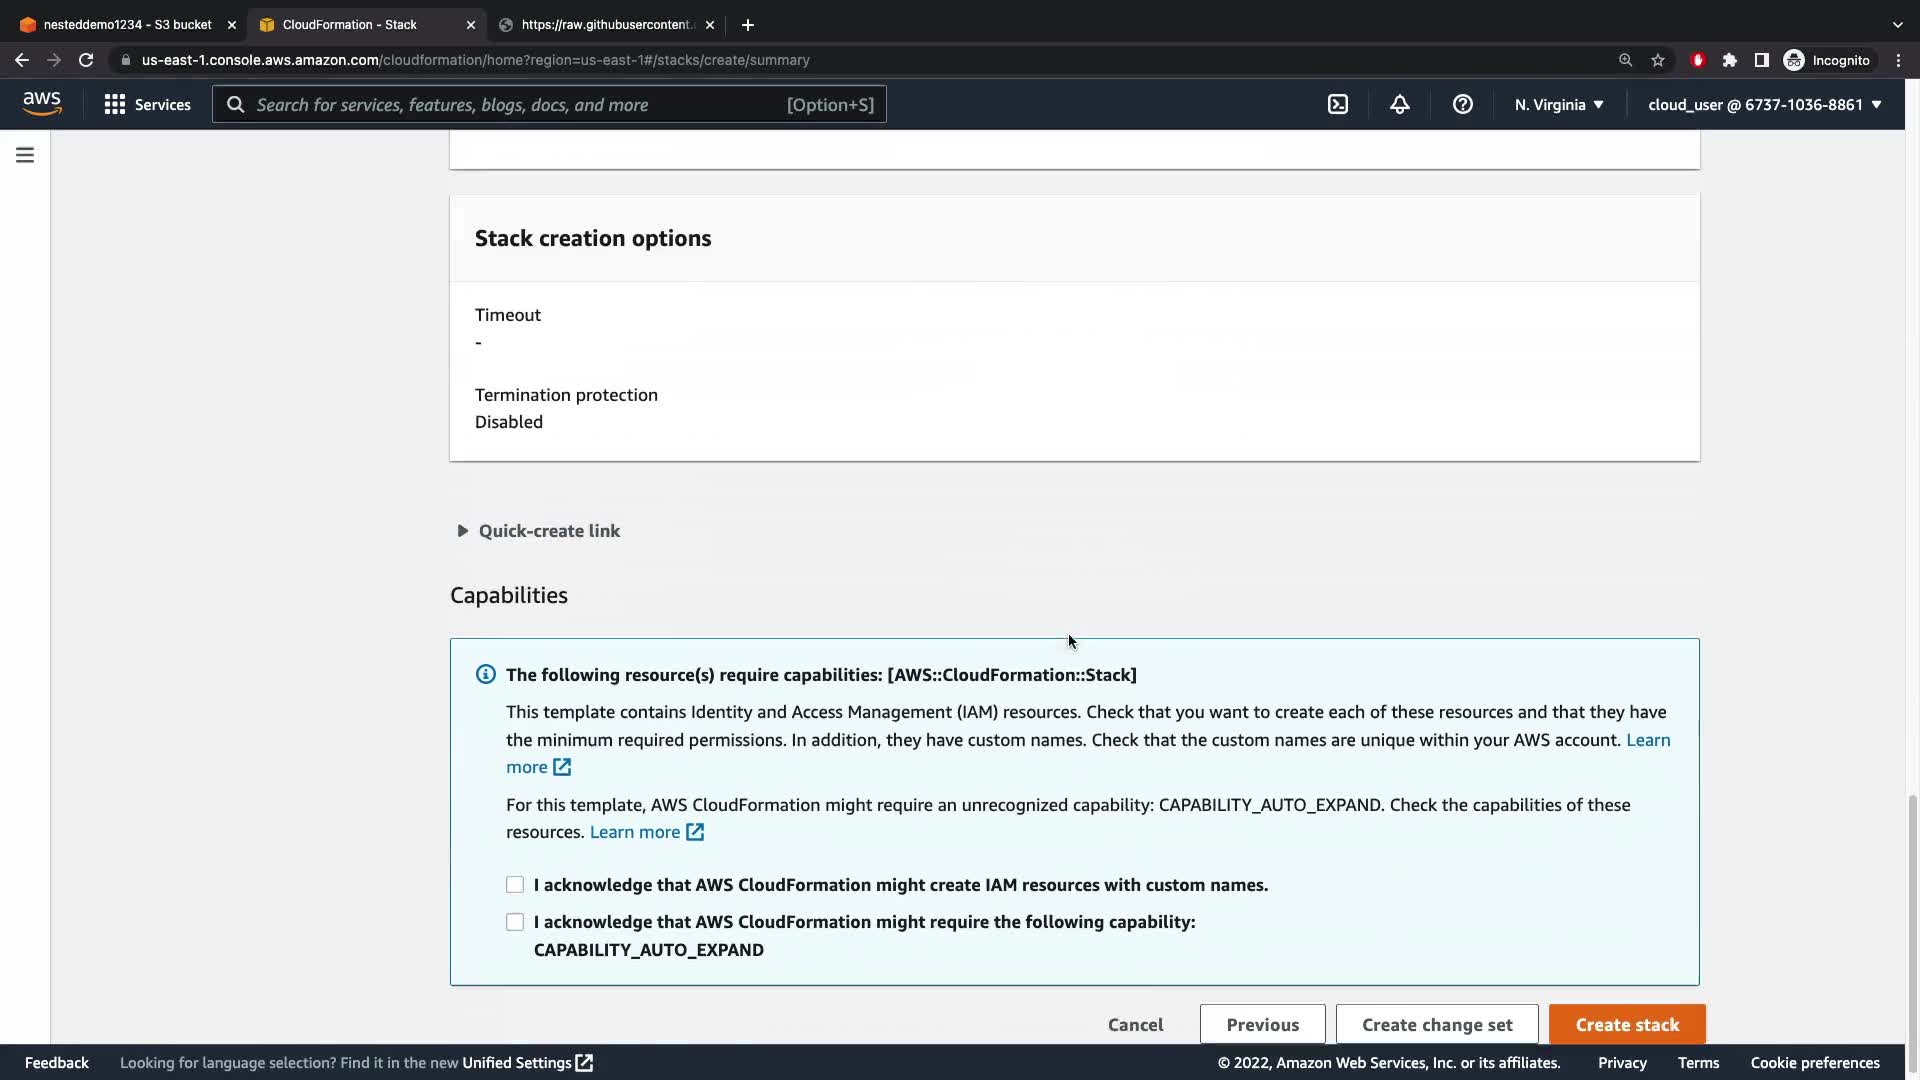 nesteddemo1234 - S3 bucket
CloudFormation - Stack
https://raw.githubusercontent.
us-east-1.console.aws.amazon.com/cloudformation/home?region=us-east-1#/stacks/create/summary
Incognito
aws
Services
Search for services, features, blogs, docs, and more
[Option+S]
N. Virginia
cloud_user @ 6737-1036-8861
Stack creation options
Timeout
-
Termination protection
Disabled
Quick-create link
Capabilities
The following resource(s) require capabilities: [AWS::CloudFormation::Stack]
This template contains Identity and Access Management (IAM) resources. Check that you want to create each of these resources and that they have
the minimum required permissions. In addition, they have custom names. Check that the custom names are unique within your AWS account. Learn
more
For this template, AWS CloudFormation might require an unrecognized capability: CAPABILITY_AUTO_EXPAND. Check the capabilities of these
resources. Learn more
I acknowledge that AWS CloudFormation might create IAM resources with custom names.
I acknowledge that AWS CloudFormation might require the following capability:
CAPABILITY_AUTO_EXPAND
Cancel
Previous
Create change set
Create stack
Feedback
Looking for language selection? Find it in the new Unified Settings
© 2022, Amazon Web Services, Inc. or its affiliates.
Privacy
Terms
Cookie preferences